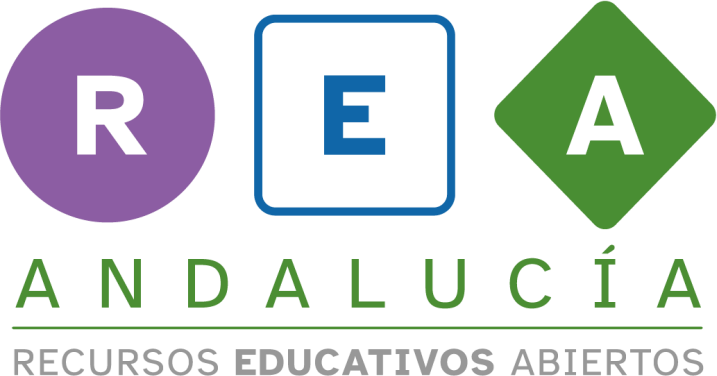 R E A
ANDALUCÍA
RECURSOS EDUCATIVOS ABIERTOS